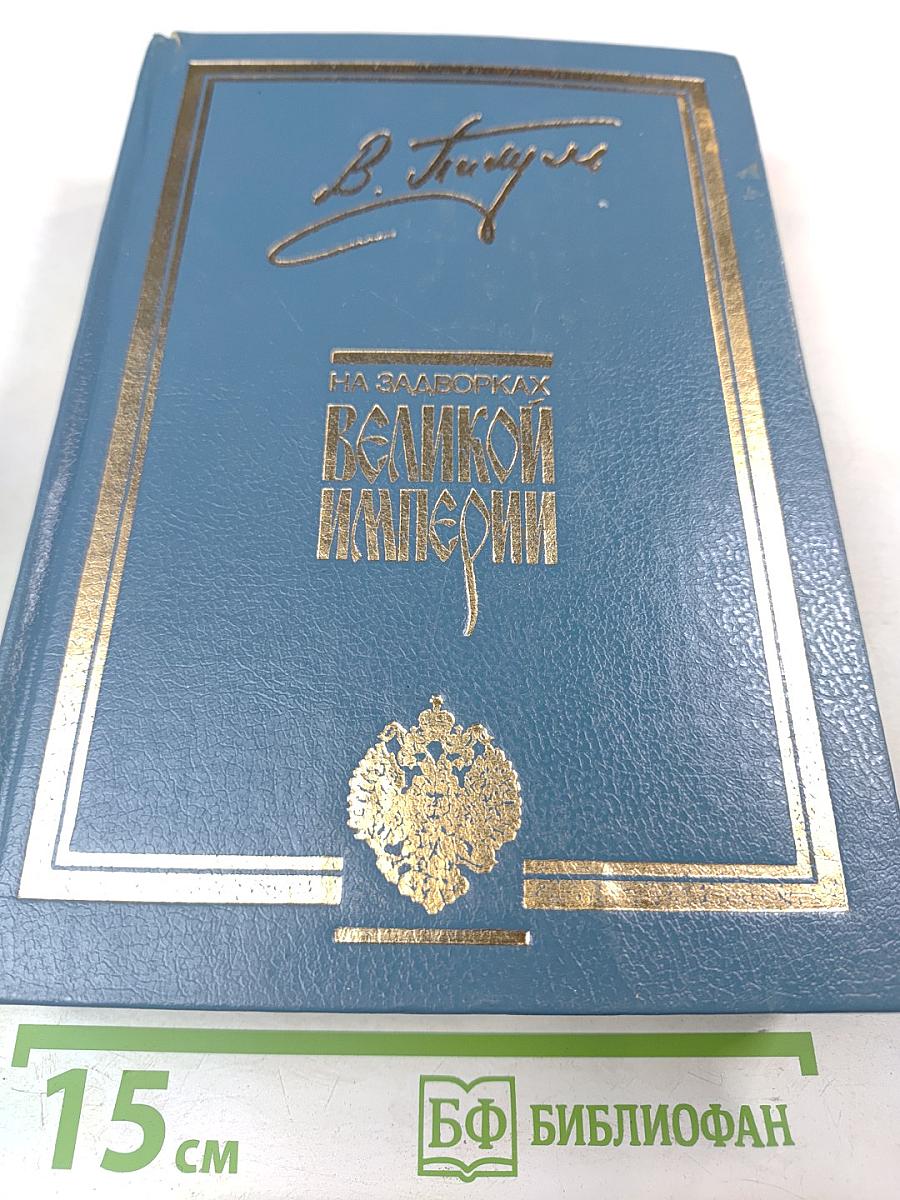 В. Пикуль
НА ЗАДВОРКАХ
ВЕЛИКОЙ
ИМПЕРИИ
15 см
БФ БИБЛИОФАН